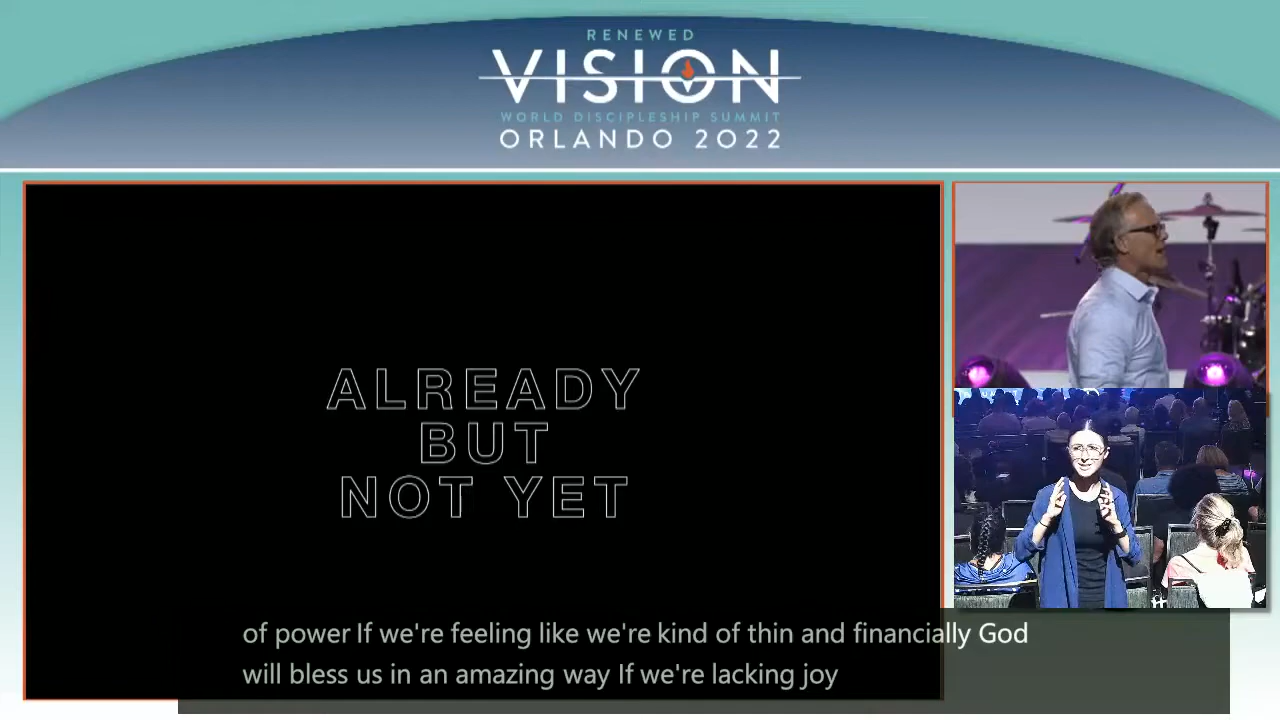 RENEWED
VISION
WORLD DISCIPLESHIP SUMMIT
ORLANDO 2022
ALREADY
BUT
NOT YET
of power If we're feeling like we're kind of thin and financially God
will bless us in an amazing way If we're lacking joy